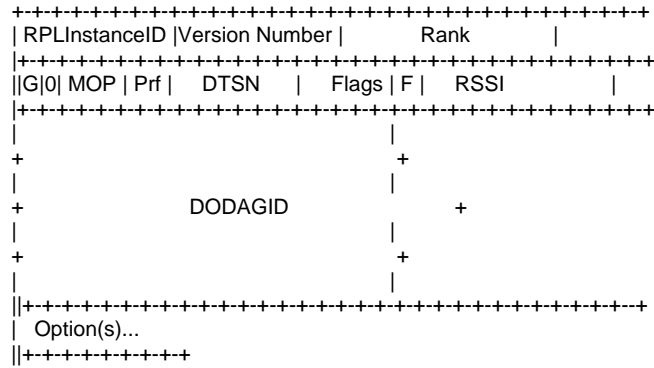 +-+-+-+-+-+-+-+-+-+-+-+-+-+-+-+-+-+-+-+-+-+-+-+-+-+-+-+-+-+-+-+-+
| RPLInstanceID |Version Number | Rank |
|+-+-+-+-+-+-+-+-+-+-+-+-+-+-+-+-+-+-+-+-+-+-+-+-+-+-+-+-+-+-+-+-+
||G|0| MOP | Prf | DTSN | Flags | F | RSSI |
|+-+-+-+-+-+-+-+-+-+-+-+-+-+-+-+-+-+-+-+-+-+-+-+-+-+-+-+-+-+-+-+-+
| |
+ +
| |
+ DODAGID +
| |
+ +
| |
||+-+-+-+-+-+-+-+-+-+-+-+-+-+-+-+-+-+-+-+-+-+-+-+-+-+-+-+-+-+-+-+--+
| Option(s)...
||+-+-+-+-+-+-+-+-+